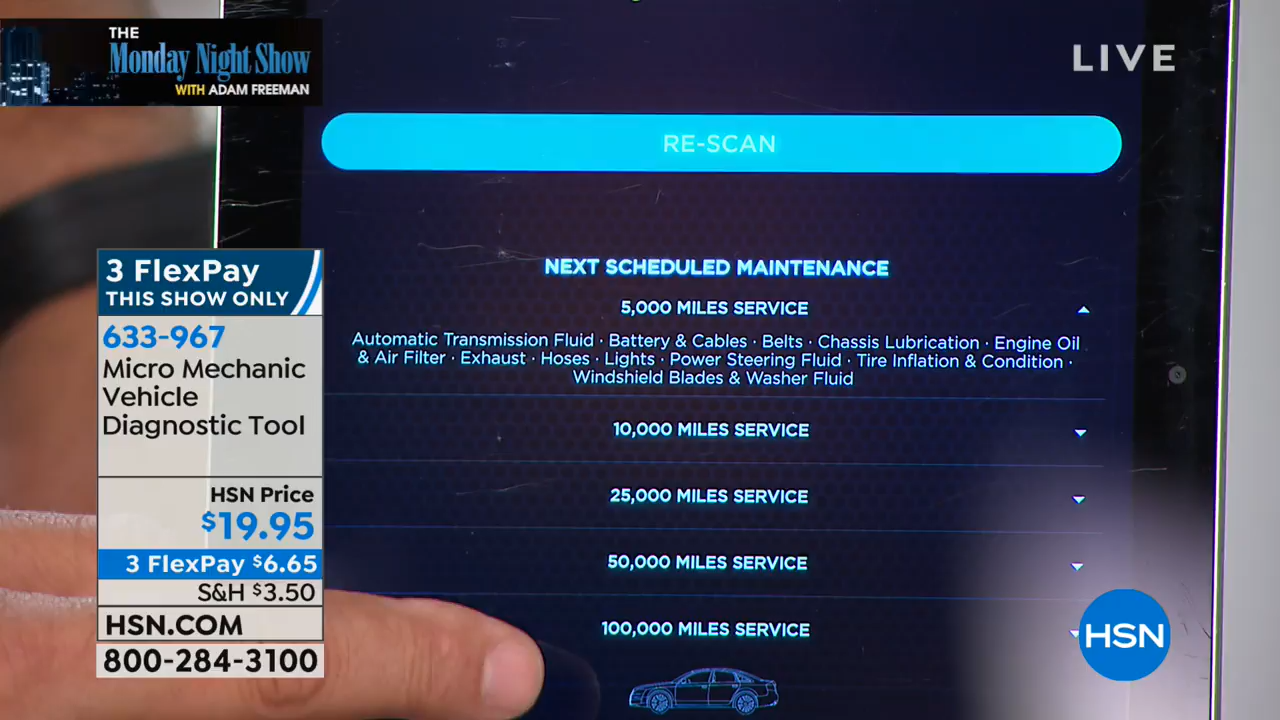 THE
Monday Night Show
WITH ADAM FREEMAN
LIVE
RE-SCAN
NEXT SCHEDULED MAINTENANCE
5,000 MILES SERVICE
Automatic Transmission Fluid · Battery & Cables · Belts · Chassis Lubrication · Engine Oil
& Air Filter · Exhaust · Hoses · Lights · Power Steering Fluid · Tire Inflation & Condition ·
Windshield Blades & Washer Fluid
10,000 MILES SERVICE
25,000 MILES SERVICE
50,000 MILES SERVICE
100,000 MILES SERVICE
3 FlexPay
THIS SHOW ONLY
633-967
Micro Mechanic
Vehicle
Diagnostic Tool
HSN Price
$19.95
3 FlexPay $6.65
S&H $3.50
HSN.COM
800-284-3100
HSN